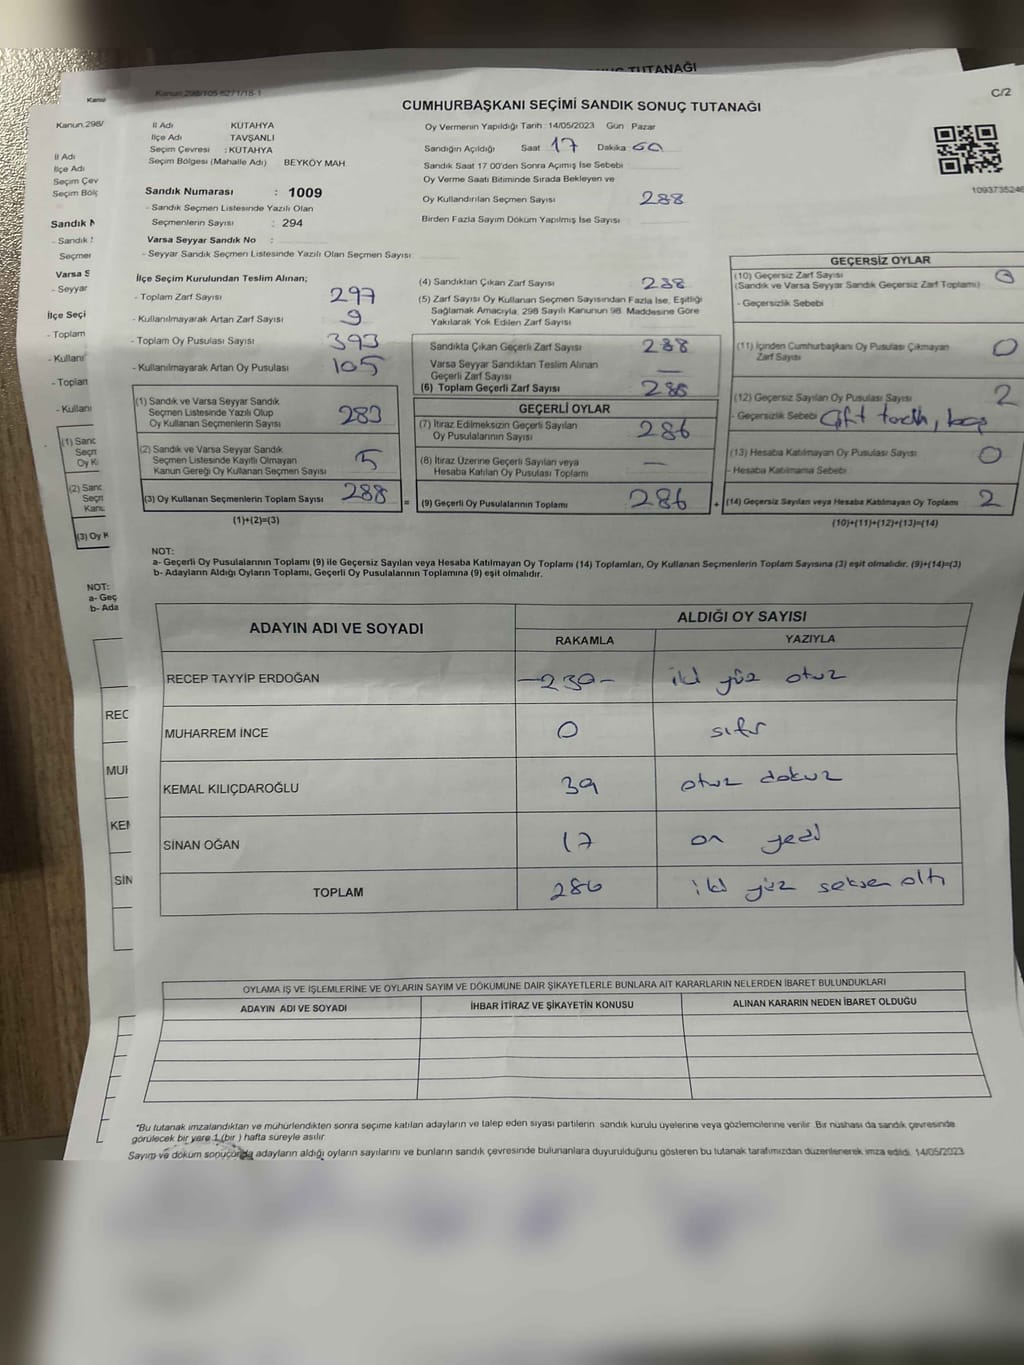 TUTANAĞI
Kanun
Kanun 298/105-6271/18-1
C/2
CUMHURBAŞKANI SEÇİMİ SANDIK SONUÇ TUTANAĞI
Kanun,298/
İl Adı KÜTAHYA
İlçe Adı TAVŞANLI
Seçim Çevresi : KÜTAHYA
Seçim Bölgesi (Mahalle Adı) BEYKÖY MAH.
Oy Vermenin Yapıldığı Tarih : 14/05/2023 Gün Pazar
Sandığın Açıldığı Saat 17 Dakika 00
Sandık Saat 17.00'den Sonra Açımış İse Sebebi
Oy Verme Saati Bitiminde Sırada Bekleyen ve
Oy Kullandırılan Seçmen Sayısı 288
Birden Fazla Sayım Döküm Yapılmış İse Sayısı
1093735246
Sandık Numarası : 1009
- Sandık Seçmen Listesinde Yazılı Olan
Seçmenlerin Sayısı : 294
Varsa Seyyar Sandık No :
- Seyyar Sandık Seçmen Listesinde Yazılı Olan Seçmen Sayısı:
İlçe Seçim Kurulundan Teslim Alınan;
- Toplam Zarf Sayısı 297
- Kullanılmayarak Artan Zarf Sayısı 9
- Toplam Oy Pusulası Sayısı 393
- Kullanılmayarak Artan Oy Pusulası 105
(1) Sandık ve Varsa Seyyar Sandık
Seçmen Listesinde Yazılı Olup
Oy Kullanan Seçmenlerin Sayısı 283
(2) Sandık ve Varsa Seyyar Sandık
Seçmen Listesinde Kayıtlı Olmayan
Kanun Gereği Oy Kullanan Seçmen Sayısı 5
(3) Oy Kullanan Seçmenlerin Toplam Sayısı 288 =
(1)+(2)=(3)
(4) Sandıktan Çıkan Zarf Sayısı 288
(5) Zarf Sayısı Oy Kullanan Seçmen Sayısından Fazla İse, Eşitliği
Sağlamak Amacıyla, 298 Sayılı Kanunun 98. Maddesine Göre
Yakılarak Yok Edilen Zarf Sayısı
Sandıkta Çıkan Geçerli Zarf Sayısı 288
Varsa Seyyar Sandıktan Teslim Alınan
Geçerli Zarf Sayısı —
(6) Toplam Geçerli Zarf Sayısı 288
GEÇERLİ OYLAR
(7) İtiraz Edilmeksizin Geçerli Sayılan
Oy Pusulalarının Sayısı 286
(8) İtiraz Üzerine Geçerli Sayılan veya
Hesaba Katılan Oy Pusulası Toplamı —
(9) Geçerli Oy Pusulalarının Toplamı 286 +
GEÇERSİZ OYLAR
(10) Geçersiz Zarf Sayısı 0
(Sandık ve Varsa Seyyar Sandık Geçersiz Zarf Toplamı)
- Geçersizlik Sebebi
(11) İçinden Cumhurbaşkanı Oy Pusulası Çıkmayan
Zarf Sayısı 0
(12) Geçersiz Sayılan Oy Pusulası Sayısı 2
- Geçersizlik Sebebi Çift tercih, boş
(13) Hesaba Katılmayan Oy Pusulası Sayısı 0
- Hesaba Katılmama Sebebi
(14) Geçersiz Sayılan veya Hesaba Katılmayan Oy Toplamı 2
(10)+(11)+(12)+(13)=(14)
NOT:
a- Geçerli Oy Pusulalarının Toplamı (9) ile Geçersiz Sayılan veya Hesaba Katılmayan Oy Toplamı (14) Toplamları, Oy Kullanan Seçmenlerin Toplam Sayısına (3) eşit olmalıdır. (9)+(14)=(3)
b- Adayların Aldığı Oyların Toplamı, Geçerli Oy Pusulalarının Toplamına (9) eşit olmalıdır.
ADAYIN ADI VE SOYADI ALDIĞI OY SAYISI
RAKAMLA YAZIYLA
RECEP TAYYİP ERDOĞAN —230— iki yüz otuz
MUHARREM İNCE 0 sıfır
KEMAL KILIÇDAROĞLU 39 otuz dokuz
SİNAN OĞAN 17 on yedi
TOPLAM 286 iki yüz seksen altı
OYLAMA İŞ VE İŞLEMLERİNE VE OYLARIN SAYIM VE DÖKÜMÜNE DAİR ŞİKAYETLERLE BUNLARA AİT KARARLARIN NELERDEN İBARET BULUNDUKLARI
ADAYIN ADI VE SOYADI İHBAR İTİRAZ VE ŞİKAYETİN KONUSU ALINAN KARARIN NEDEN İBARET OLDUĞU
*Bu tutanak imzalandıktan ve mühürlendikten sonra seçime katılan adayların ve talep eden siyasi partilerin sandık kurulu üyelerine veya gözlemcilerine verilir. Bir nüshası da sandık çevresinde
görülecek bir yere 1 (bir ) hafta süreyle asılır.
Sayım ve döküm sonucunda adayların aldığı oyların sayılarını ve bunların sandık çevresinde bulunanlara duyurulduğunu gösteren bu tutanak tarafımızdan düzenlenerek imza edildi. 14/05/2023